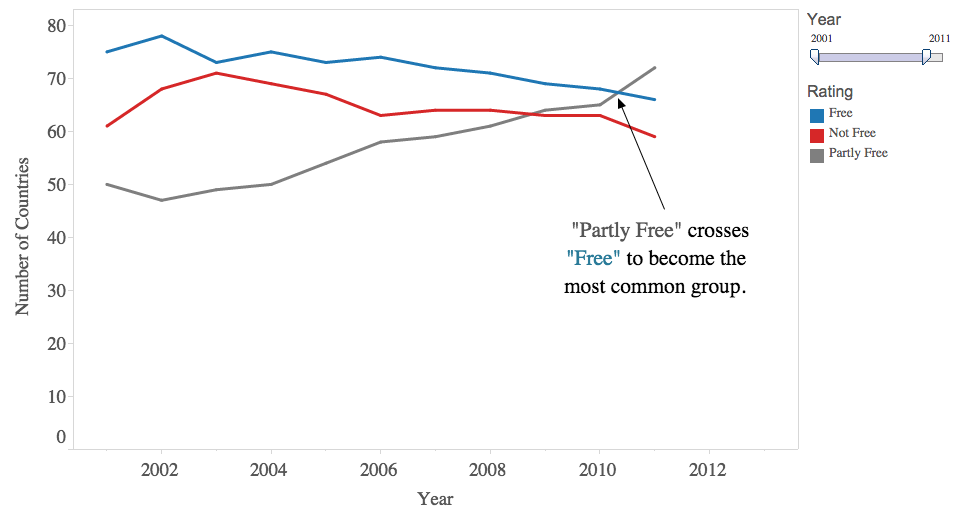 80
70
60
50
40
30
20
10
0
Number of Countries
2002 2004 2006 2008 2010 2012
Year
"Partly Free" crosses
"Free" to become the
most common group.
Year
2001 2011
Rating
Free
Not Free
Partly Free